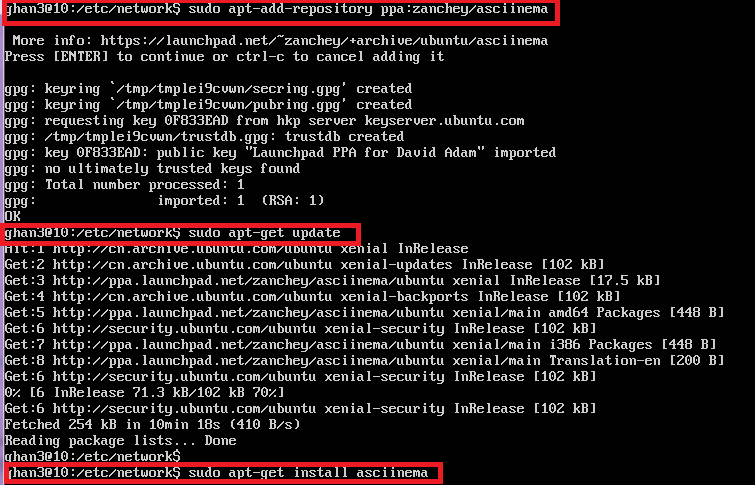 ghan3@10:/etc/network$ sudo apt-add-repository ppa:zanchey/asciinema
More info: https://launchpad.net/~zanchey/+archive/ubuntu/asciinema
Press [ENTER] to continue or ctrl-c to cancel adding it
gpg: keyring `/tmp/tmplei9cvwn/secring.gpg' created
gpg: keyring `/tmp/tmplei9cvwn/pubring.gpg' created
gpg: requesting key 0F833EAD from hkp server keyserver.ubuntu.com
gpg: /tmp/tmplei9cvwn/trustdb.gpg: trustdb created
gpg: key 0F833EAD: public key "Launchpad PPA for David Adam" imported
gpg: no ultimately trusted keys found
gpg: Total number processed: 1
gpg:               imported: 1  (RSA: 1)
OK
ghan3@10:/etc/network$ sudo apt-get update
Hit:1 http://cn.archive.ubuntu.com/ubuntu xenial InRelease
Get:2 http://cn.archive.ubuntu.com/ubuntu xenial-updates InRelease [102 kB]
Get:3 http://ppa.launchpad.net/zanchey/asciinema/ubuntu xenial InRelease [17.5 kB]
Get:4 http://cn.archive.ubuntu.com/ubuntu xenial-backports InRelease [102 kB]
Get:5 http://ppa.launchpad.net/zanchey/asciinema/ubuntu xenial/main amd64 Packages [448 B]
Get:6 http://security.ubuntu.com/ubuntu xenial-security InRelease [102 kB]
Get:7 http://ppa.launchpad.net/zanchey/asciinema/ubuntu xenial/main i386 Packages [448 B]
Get:8 http://ppa.launchpad.net/zanchey/asciinema/ubuntu xenial/main Translation-en [200 B]
Get:6 http://security.ubuntu.com/ubuntu xenial-security InRelease [102 kB]
0% [6 InRelease 71.3 kB/102 kB 70%]
Get:6 http://security.ubuntu.com/ubuntu xenial-security InRelease [102 kB]
Fetched 254 kB in 10min 18s (410 B/s)
Reading package lists... Done
ghan3@10:/etc/network$
ghan3@10:/etc/network$ sudo apt-get install asciinema